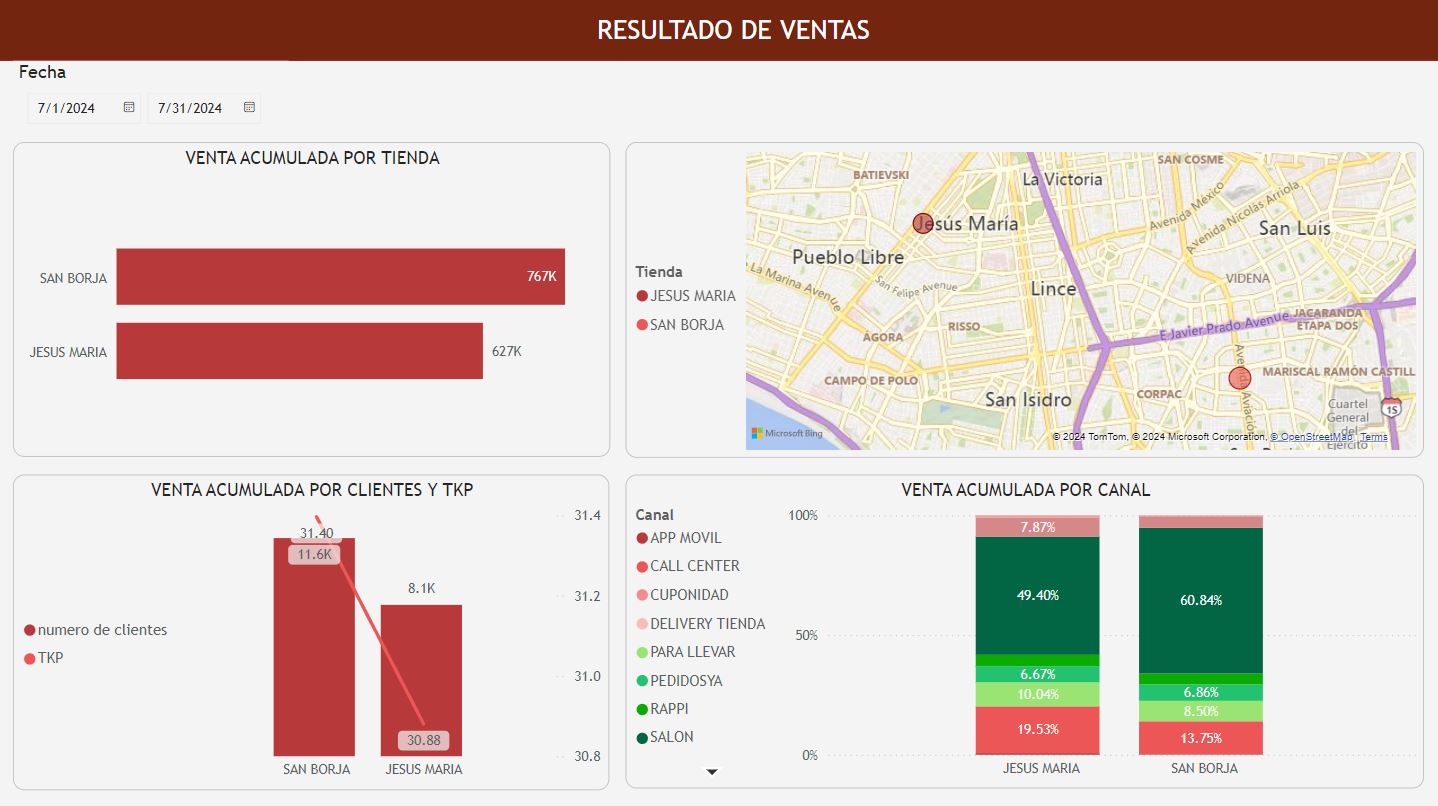 RESULTADO DE VENTAS
Fecha
7/1/2024
7/31/2024
VENTA ACUMULADA POR TIENDA
SAN BORJA
767K
JESUS MARIA
627K
Tienda
JESUS MARIA
SAN BORJA
SAN COSME
BATIEVSKI
La Victoria
Avenida México
Avenida Nicolás Arriola
Jesús María
San Luis
Pueblo Libre
La Marina Avenue
San Felipe Avenue
VIDENA
Lince
RISSO
ÁGORA
E Javier Prado Avenue
JACARANDA
ETAPA DOS
CAMPO DE POLO
MARISCAL RAMÓN CASTILL
San Isidro
CORPAC
Avenida Aviación
Cuartel
General
del
Ejército
15
Microsoft Bing
© 2024 TomTom, © 2024 Microsoft Corporation, © OpenStreetMap Terms
VENTA ACUMULADA POR CLIENTES Y TKP
numero de clientes
TKP
31.40
11.6K
8.1K
30.88
31.4
31.2
31.0
30.8
SAN BORJA
JESUS MARIA
VENTA ACUMULADA POR CANAL
Canal
APP MOVIL
CALL CENTER
CUPONIDAD
DELIVERY TIENDA
PARA LLEVAR
PEDIDOSYA
RAPPI
SALON
100%
50%
0%
7.87%
49.40%
6.67%
10.04%
19.53%
60.84%
6.86%
8.50%
13.75%
JESUS MARIA
SAN BORJA